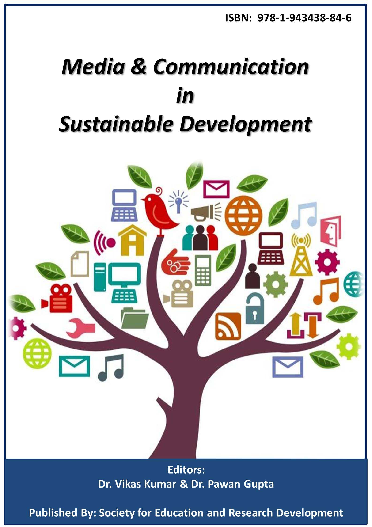 ISBN: 978-1-943438-84-6
Media & Communication
in
Sustainable Development
Editors:
Dr. Vikas Kumar & Dr. Pawan Gupta
Published By: Society for Education and Research Development